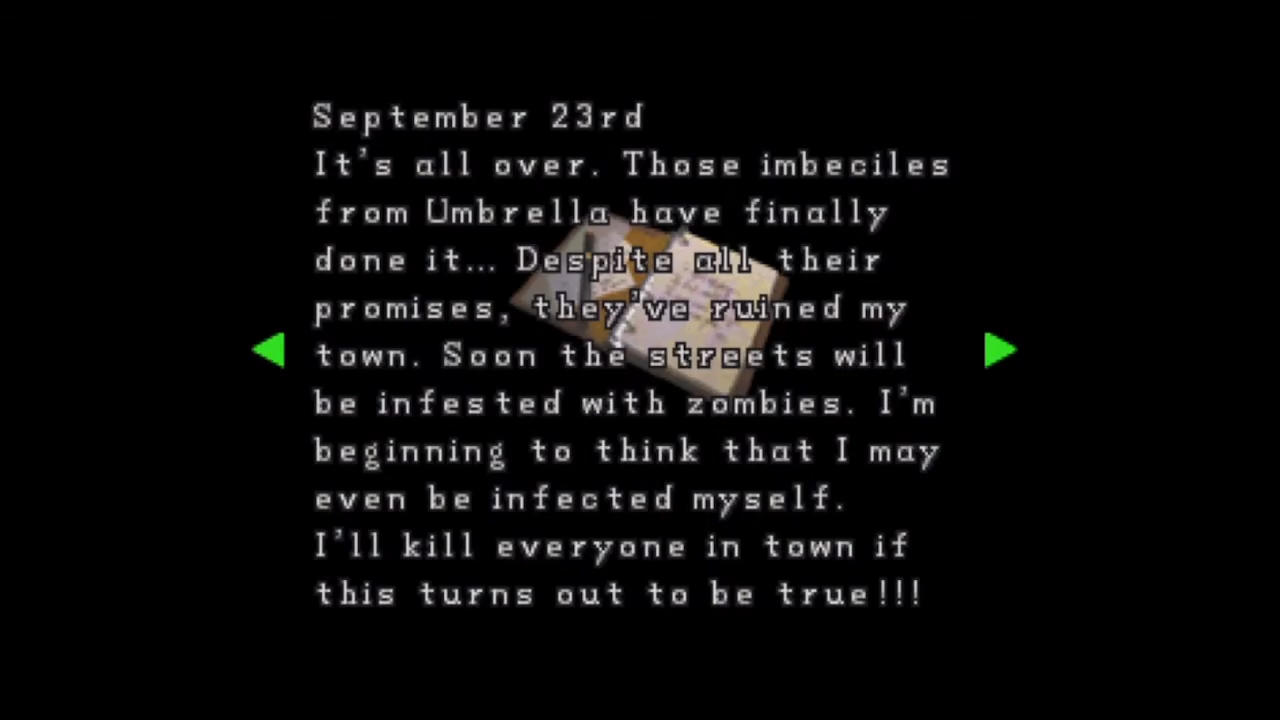 September 23rd
It's all over. Those imbeciles
from Umbrella have finally
done it... Despite all their
promises, they've ruined my
town. Soon the streets will
be infested with zombies. I'm
beginning to think that I may
even be infected myself.
I'll kill everyone in town if
this turns out to be true!!!